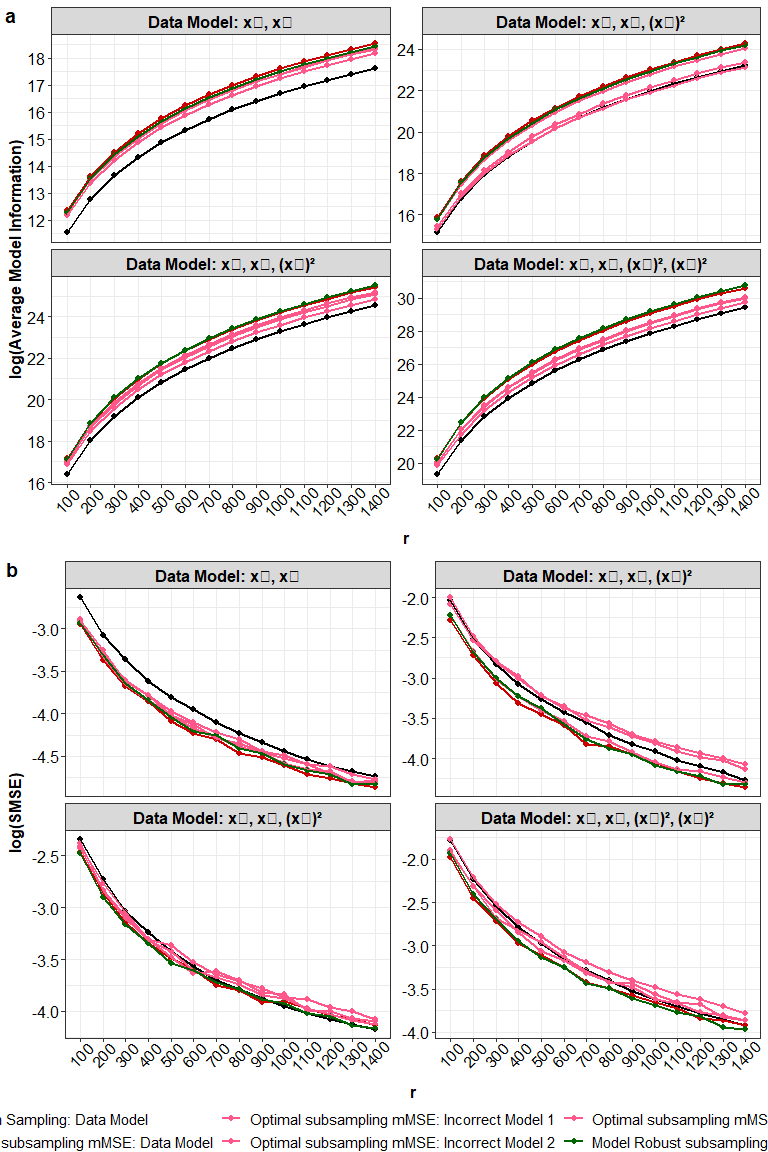 a
Data Model: x▯, x▯
Data Model: x▯, x▯, (x▯)²
18
17
16
15
14
13
12
24
22
20
18
16
Data Model: x▯, x▯, (x▯)²
Data Model: x▯, x▯, (x▯)², (x▯)²
24
22
20
18
16
30
28
26
24
22
20
log(Average Model Information)
100 200 300 400 500 600 700 800 900 1000 1100 1200 1300 1400
100 200 300 400 500 600 700 800 900 1000 1100 1200 1300 1400
r
b
Data Model: x▯, x▯
Data Model: x▯, x▯, (x▯)²
-3.0
-3.5
-4.0
-4.5
-2.0
-2.5
-3.0
-3.5
-4.0
Data Model: x▯, x▯, (x▯)²
Data Model: x▯, x▯, (x▯)², (x▯)²
-2.5
-3.0
-3.5
-4.0
-2.0
-2.5
-3.0
-3.5
-4.0
log(SMSE)
100 200 300 400 500 600 700 800 900 1000 1100 1200 1300 1400
100 200 300 400 500 600 700 800 900 1000 1100 1200 1300 1400
r
Sampling: Data Model Optimal subsampling mMSE: Incorrect Model 1 Optimal subsampling mMS
subsampling mMSE: Data Model Optimal subsampling mMSE: Incorrect Model 2 Model Robust subsampling